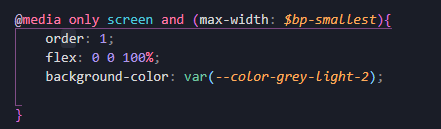 @media only screen and (max-width: $bp-smallest){
order: 1;
flex: 0 0 100%;
background-color: var(--color-grey-light-2);
}